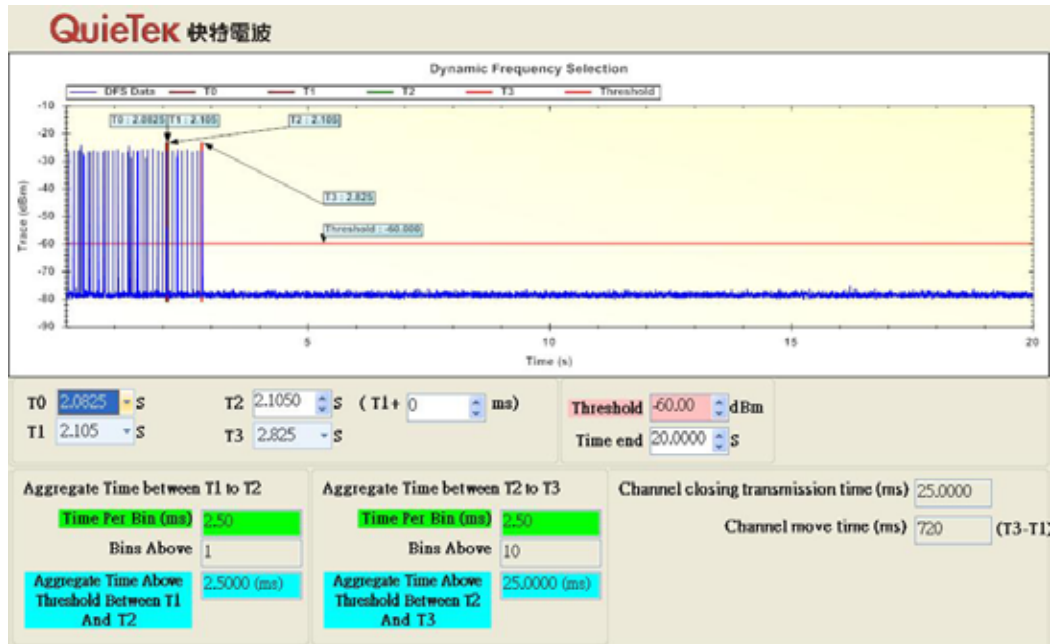 QuieTek 快特電波
Dynamic Frequency Selection
DFS Data T0 T1 T2 T3 Threshold
-10
T0 : 2.0825 T1 : 2.105 T2 : 2.105
-20
-30
-40
T3 : 2.825
-50
Threshold : -60.000
-60
-70
-80
-90
Trace (dBm)
5 10 15 20
Time (s)
T0 2.0825 S T2 2.1050 S ( T1+ 0 ms)
T1 2.105 S T3 2.825 S
Threshold -60.00 dBm
Time end 20.0000 S
Aggregate Time between T1 to T2
Time Per Bin (ms) 2.50
Bins Above 1
Aggregate Time Above 2.5000 (ms)
Threshold Between T1
And T2
Aggregate Time between T2 to T3
Time Per Bin (ms) 2.50
Bins Above 10
Aggregate Time Above 25.0000 (ms)
Threshold Between T2
And T3
Channel closing transmission time (ms) 25.0000
Channel move time (ms) 720 (T3-T1)